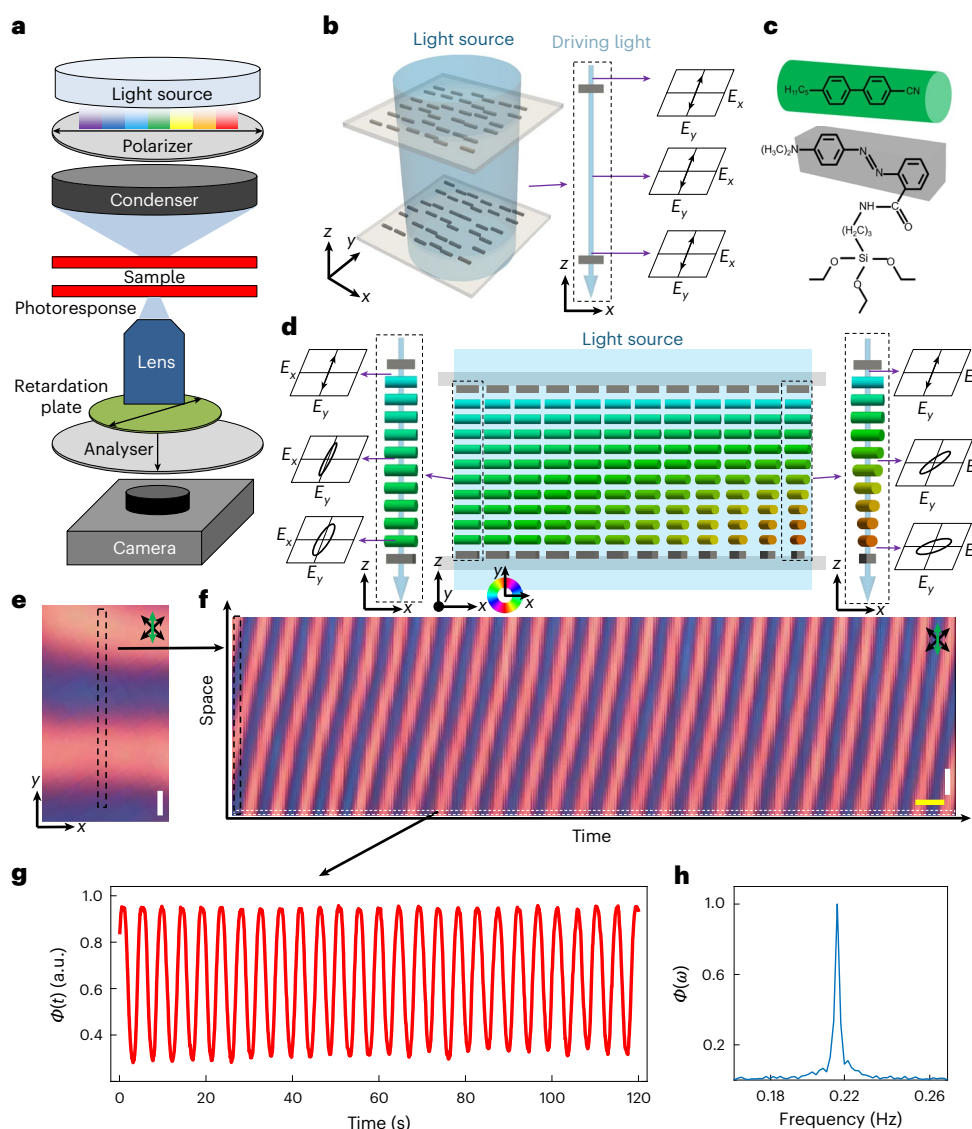 a
Light source
Polarizer
Condenser
Sample
Photoresponse
Lens
Retardation
plate
Analyser
Camera
b
Light source
Driving light
z
y
x
E_x
E_y
E_x
E_y
E_x
E_y
z
x
c
H₁₁C₅
CN
(H₃C)₂N
N
N
NH
C
O
(H₂C)₃
O
Si
O
O
d
Light source
E_x
E_y
E_x
E_y
E_x
E_y
z
x
z
y
x
y
x
z
x
E
E_y
E
E_y
E
E_y
e
y
x
f
Space
Time
g
Φ(t) (a.u.)
1.0
0.8
0.6
0.4
0
20
40
60
80
100
120
Time (s)
h
Φ(ω)
1.0
0.6
0.2
0.18
0.22
0.26
Frequency (Hz)